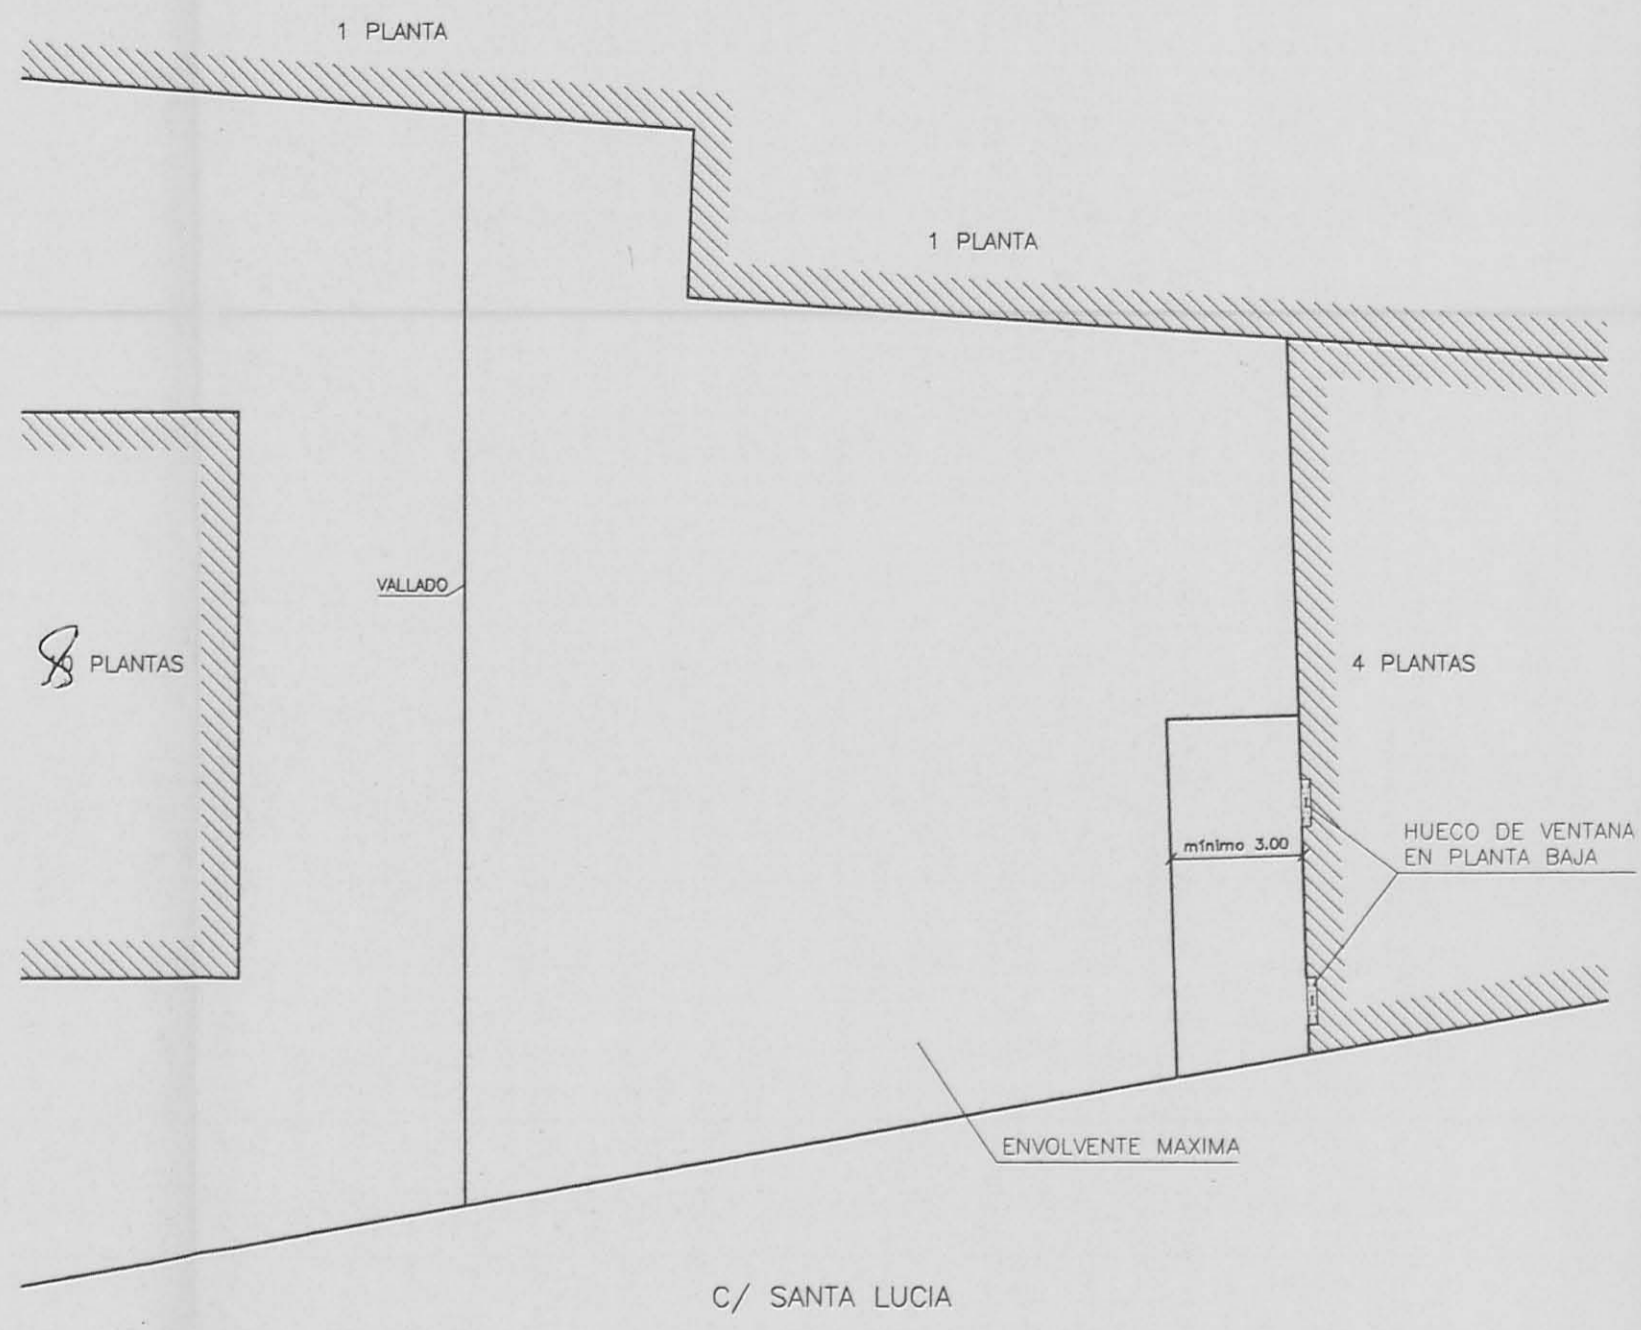 1 PLANTA
1 PLANTA
VALLADO
8 PLANTAS
4 PLANTAS
mínimo 3.00
HUECO DE VENTANA
EN PLANTA BAJA
ENVOLVENTE MAXIMA
C/ SANTA LUCIA